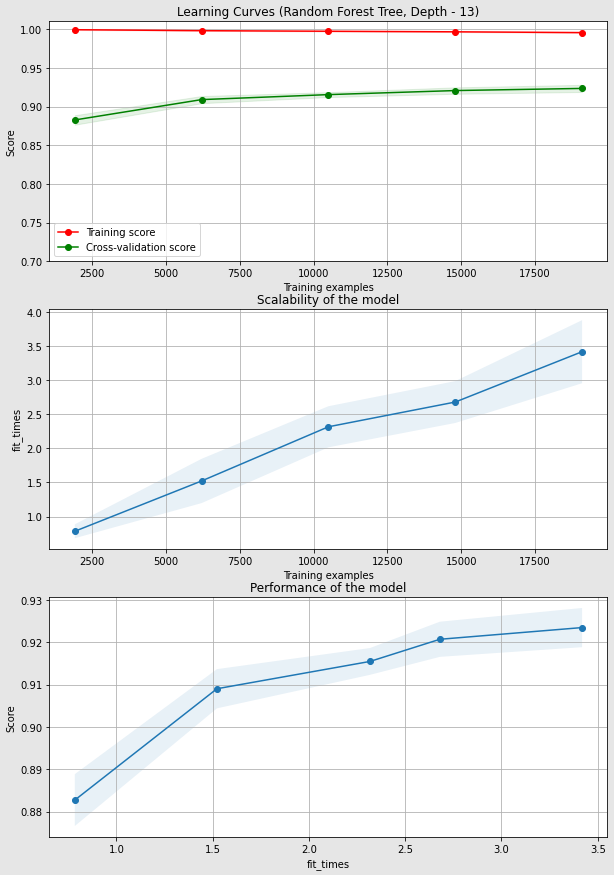 Learning Curves (Random Forest Tree, Depth - 13)
1.00
0.95
0.90
0.85
0.80
0.75
0.70
Score
Training score
Cross-validation score
2500 5000 7500 10000 12500 15000 17500
Training examples
Scalability of the model
4.0
3.5
3.0
2.5
2.0
1.5
1.0
fit_times
2500 5000 7500 10000 12500 15000 17500
Training examples
Performance of the model
0.93
0.92
0.91
0.90
0.89
0.88
Score
1.0 1.5 2.0 2.5 3.0 3.5
fit_times